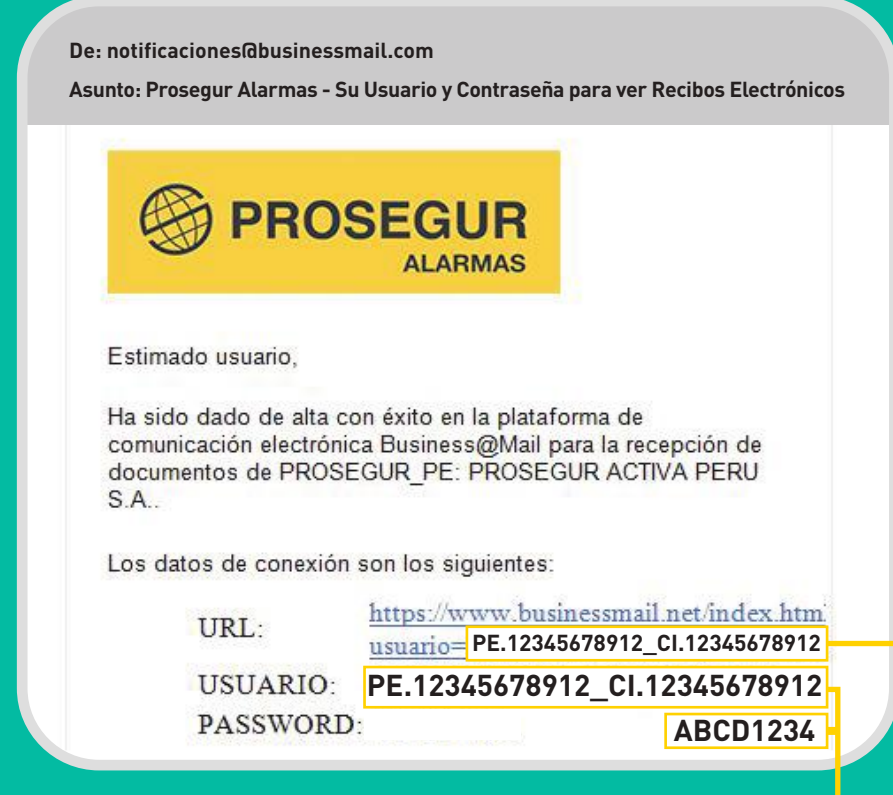 De: notificaciones@businessmail.com
Asunto: Prosegur Alarmas - Su Usuario y Contraseña para ver Recibos Electrónicos
PROSEGUR
ALARMAS
Estimado usuario,
Ha sido dado de alta con éxito en la plataforma de
comunicación electrónica Business@Mail para la recepción de
documentos de PROSEGUR_PE: PROSEGUR ACTIVA PERU
S.A..
Los datos de conexión son los siguientes:
URL: https://www.businessmail.net/index.htm
usuario= PE.12345678912_CI.12345678912
USUARIO: PE.12345678912_CI.12345678912
PASSWORD: ABCD1234